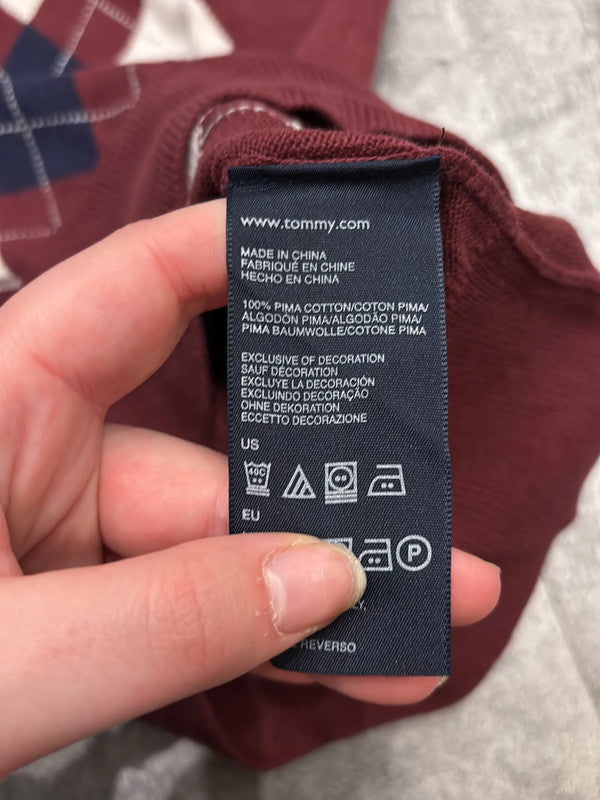 www.tommy.com
MADE IN CHINA
FABRIQUÉ EN CHINE
HECHO EN CHINA
100% PIMA COTTON/COTON PIMA/
ALGODÓN PIMA/ALGODÃO PIMA/
PIMA BAUMWOLLE/COTONE PIMA
EXCLUSIVE OF DECORATION
SAUF DÉCORATION
EXCLUYE LA DECORACIÓN
EXCLUINDO DECORAÇÃO
OHNE DEKORATION
ECCETTO DECORAZIONE
US
40C
EU
P
REVERSO